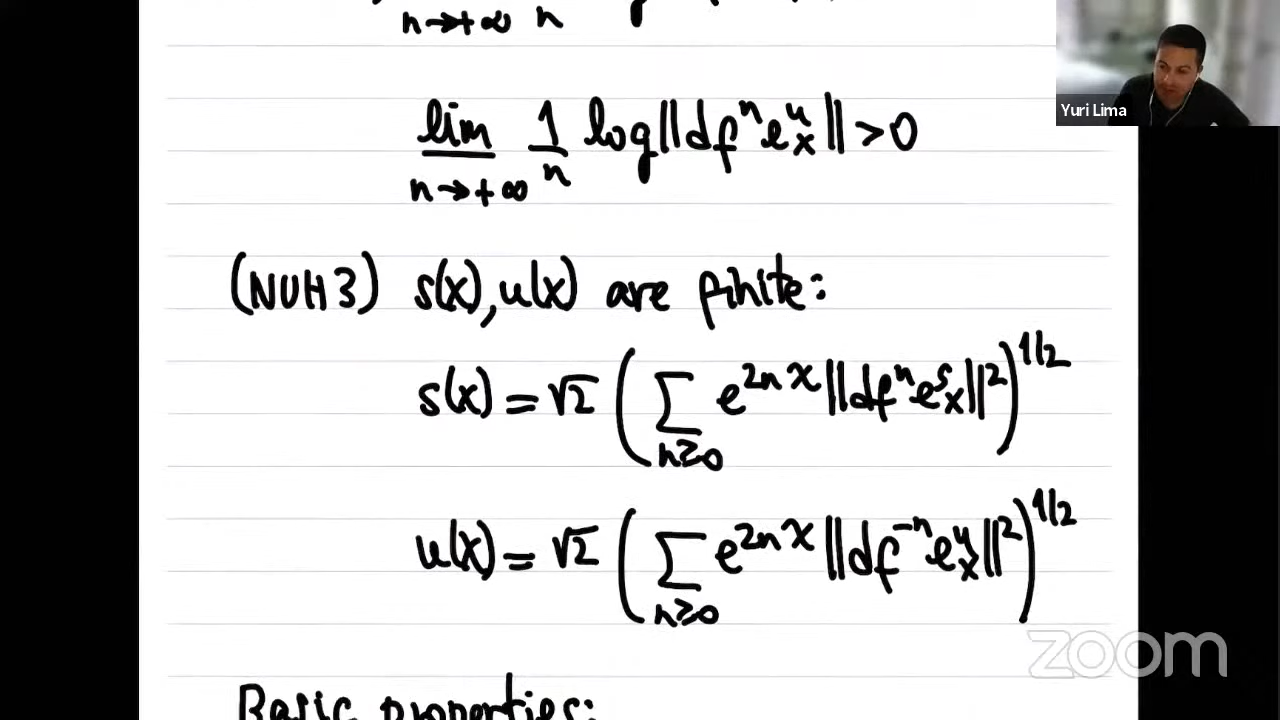 n→+∞ n
Yuri Lima
lim 1/n log||df^n e^u_x|| > 0
n→+∞
(NUH3) s(x), u(x) are finite:
s(x) = √2 ( Σ_{n≥0} e^{2nχ} ||df^n e^s_x||^2 )^{1/2}
u(x) = √2 ( Σ_{n≥0} e^{2nχ} ||df^{-n} e^u_x||^2 )^{1/2}
zoom
Basic properties: